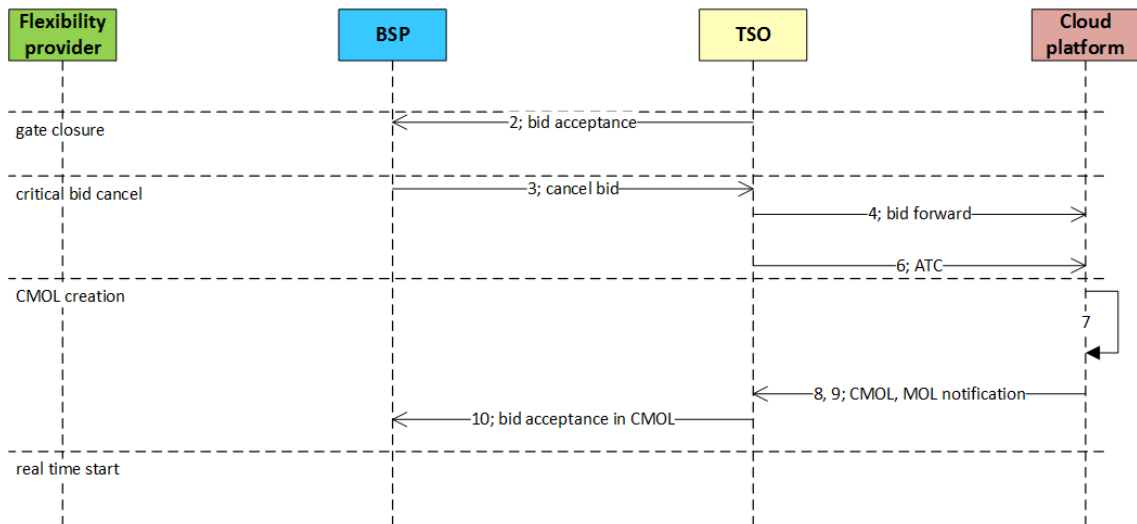 Flexibility
provider
BSP
TSO
Cloud
platform
gate closure
2; bid acceptance
critical bid cancel
3; cancel bid
4; bid forward
6; ATC
CMOL creation
7
8, 9; CMOL, MOL notification
10; bid acceptance in CMOL
real time start